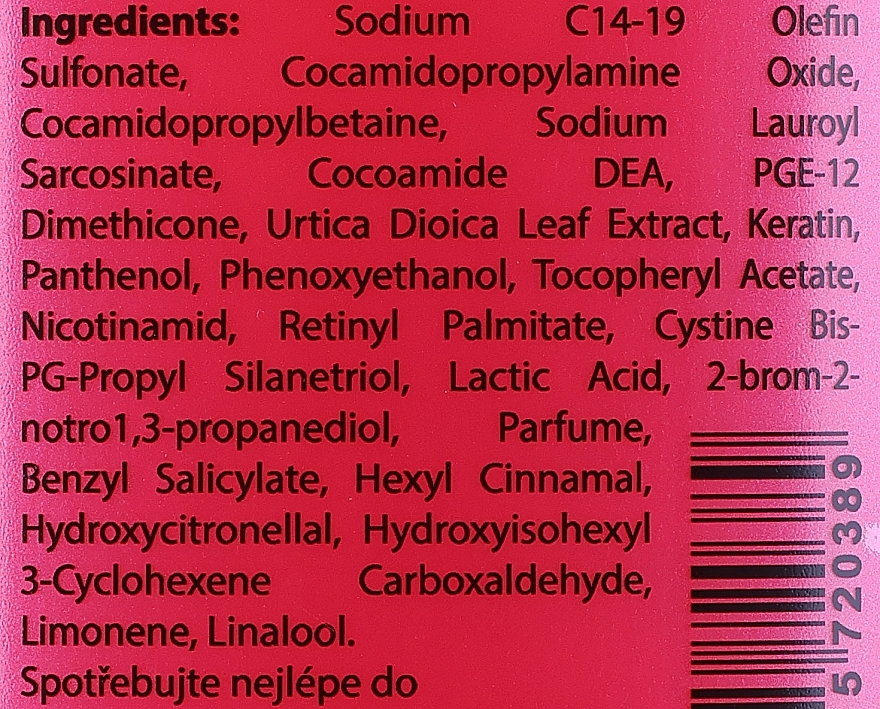 Ingredients: Sodium C14-19 Olefin
Sulfonate, Cocamidopropylamine Oxide,
Cocamidopropylbetaine, Sodium Lauroyl
Sarcosinate, Cocoamide DEA, PGE-12
Dimethicone, Urtica Dioica Leaf Extract, Keratin,
Panthenol, Phenoxyethanol, Tocopheryl Acetate,
Nicotinamid, Retinyl Palmitate, Cystine Bis-
PG-Propyl Silanetriol, Lactic Acid, 2-brom-2-
notro1,3-propanediol, Parfume,
Benzyl Salicylate, Hexyl Cinnamal,
Hydroxycitronellal, Hydroxyisohexyl
3-Cyclohexene Carboxaldehyde,
Limonene, Linalool.
Spotřebujte nejlépe do
5 720389